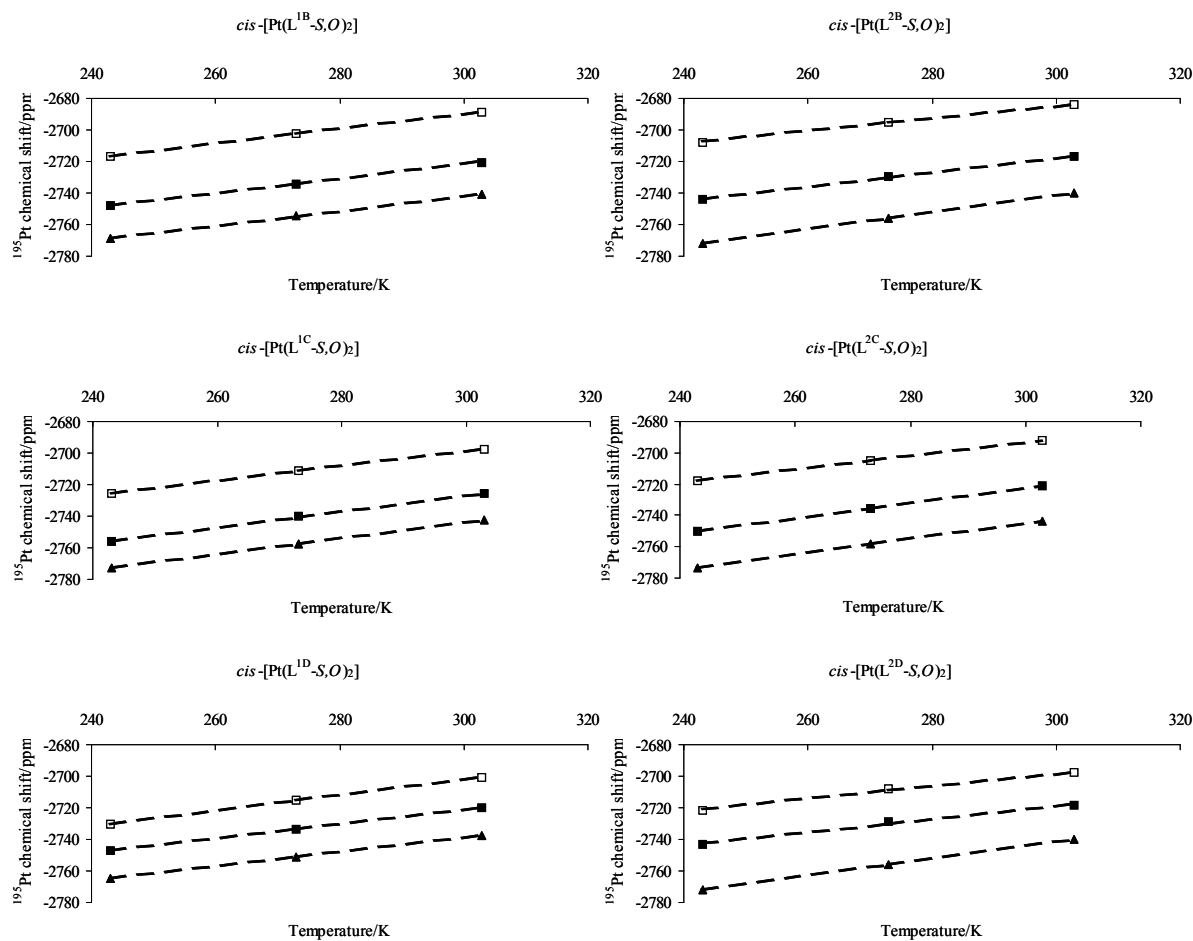 cis-[Pt(L¹ᴮ-S,O)₂]
240 260 280 300 320
-2680
-2700
-2720
-2740
-2760
-2780
¹⁹⁵Pt chemical shift/ppm
Temperature/K
cis-[Pt(L²ᴮ-S,O)₂]
240 260 280 300 320
-2680
-2700
-2720
-2740
-2760
-2780
¹⁹⁵Pt chemical shift/ppm
Temperature/K
cis-[Pt(L¹ᶜ-S,O)₂]
240 260 280 300 320
-2680
-2700
-2720
-2740
-2760
-2780
¹⁹⁵Pt chemical shift/ppm
Temperature/K
cis-[Pt(L²ᶜ-S,O)₂]
240 260 280 300 320
-2680
-2700
-2720
-2740
-2760
-2780
¹⁹⁵Pt chemical shift/ppm
Temperature/K
cis-[Pt(L¹ᴰ-S,O)₂]
240 260 280 300 320
-2680
-2700
-2720
-2740
-2760
-2780
¹⁹⁵Pt chemical shift/ppm
Temperature/K
cis-[Pt(L²ᴰ-S,O)₂]
240 260 280 300 320
-2680
-2700
-2720
-2740
-2760
-2780
¹⁹⁵Pt chemical shift/ppm
Temperature/K